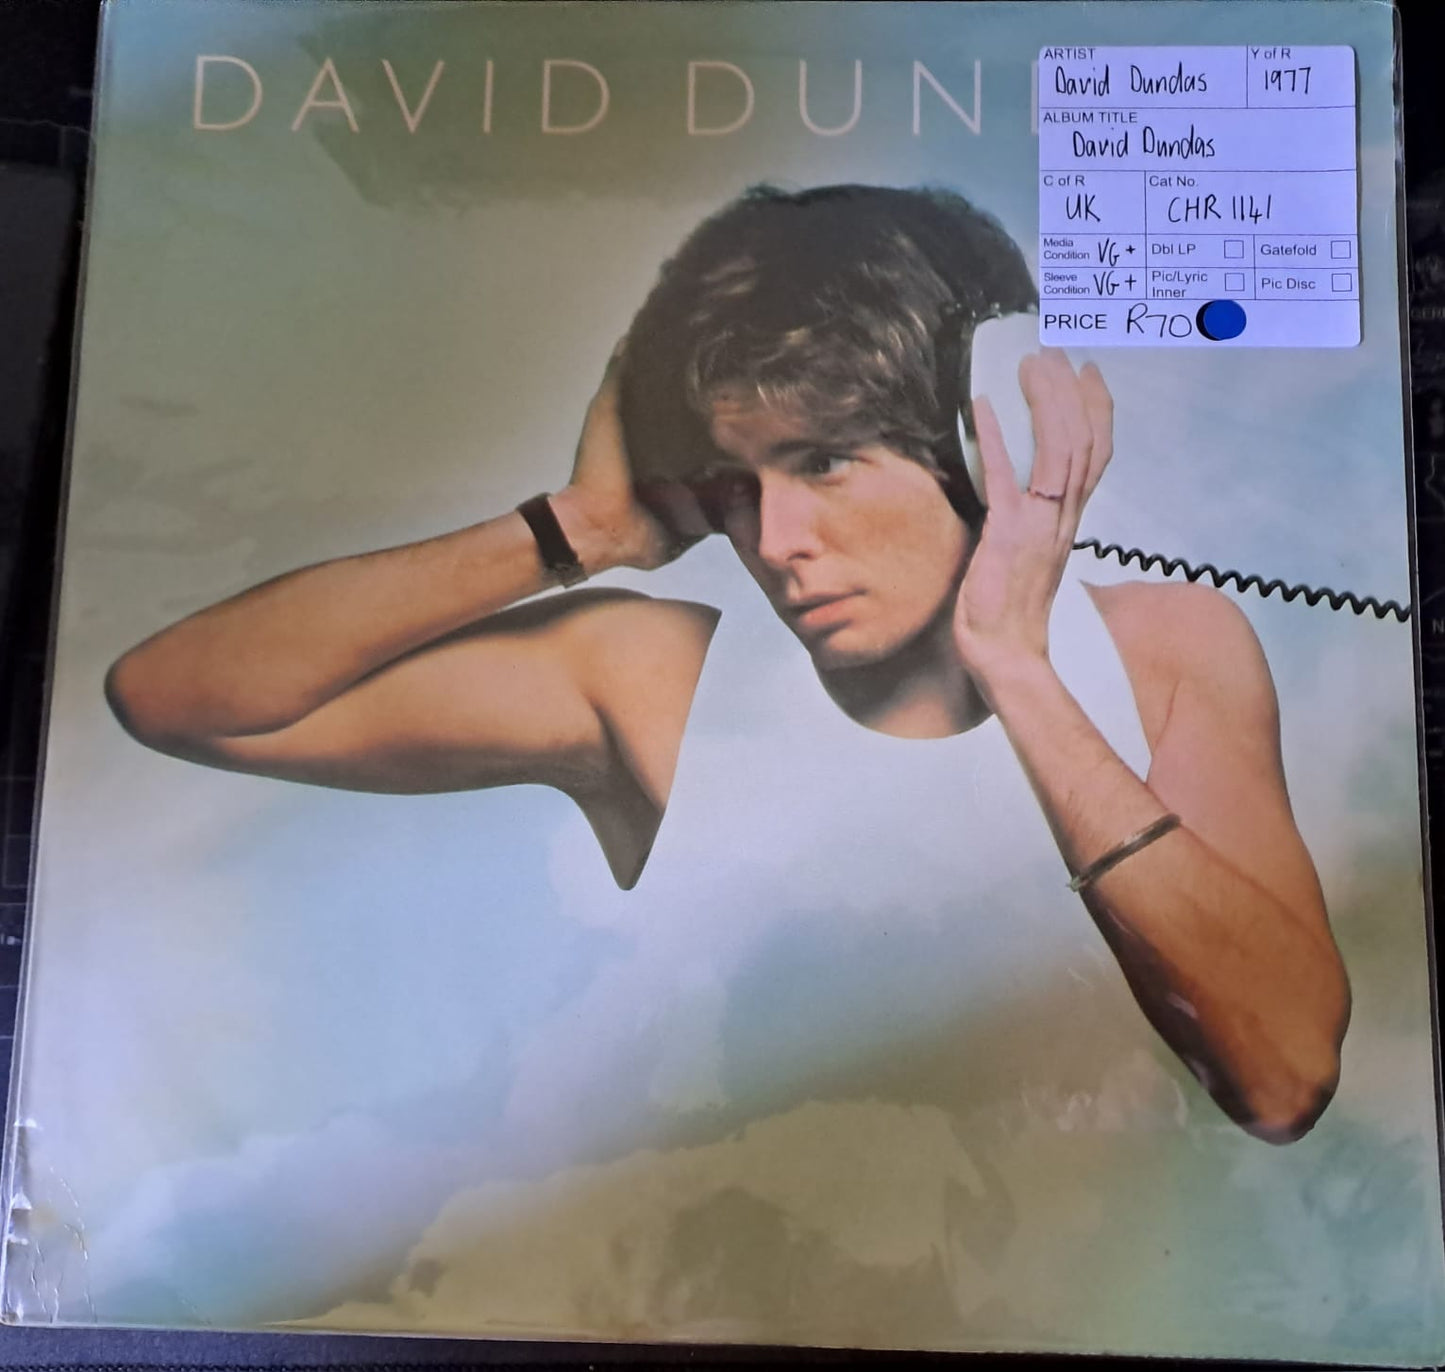 DAVID DUN
ARTIST Y of R
David Dundas 1977
ALBUM TITLE
David Dundas
C of R Cat No.
UK CHR 1141
Media Condition VG+ Dbl LP Gatefold
Sleeve Condition VG+ Pic/Lyric Inner Pic Disc
PRICE R70